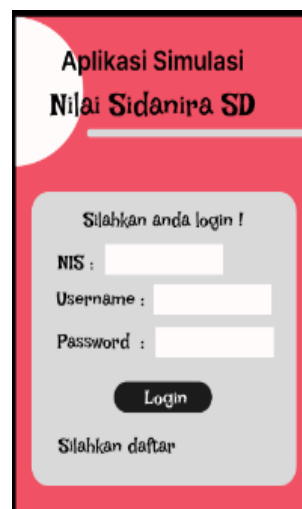 Aplikasi Simulasi
Nilai Sidanira SD
Silahkan anda login !
NIS :
Username :
Password :
Login
Silahkan daftar